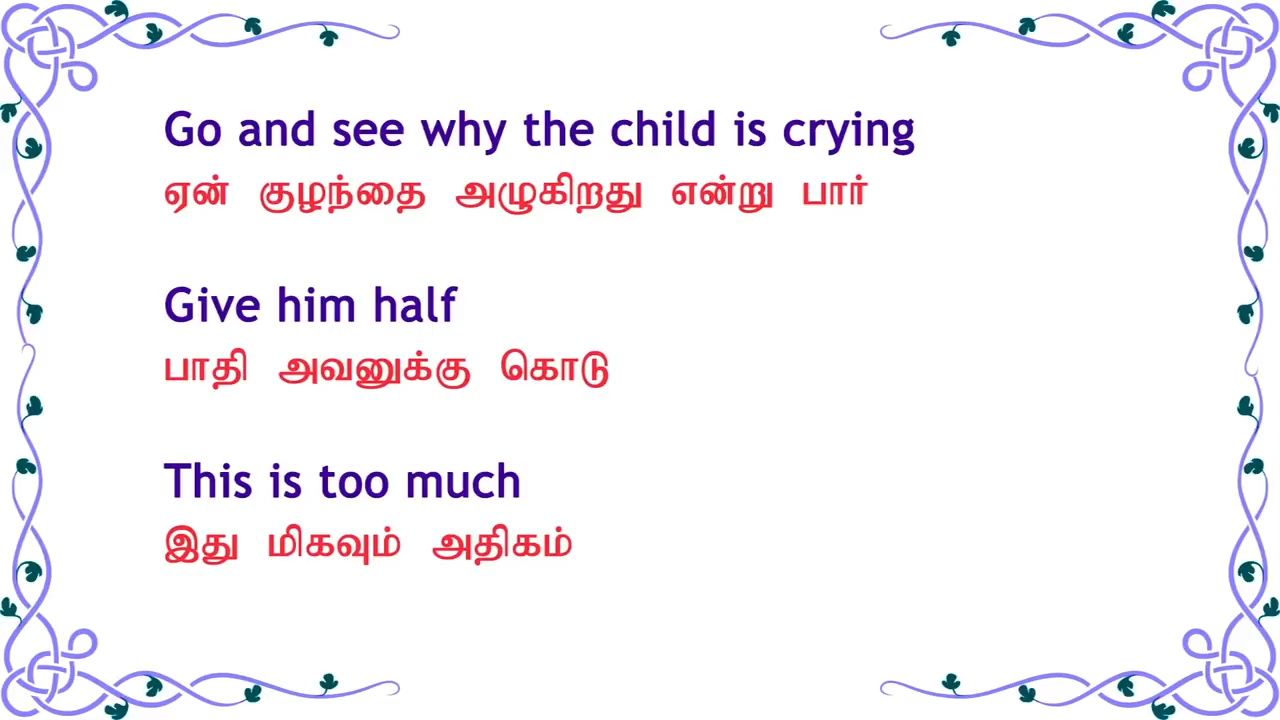 Go and see why the child is crying
ஏன் குழந்தை அழுகிறது என்று பார்
Give him half
பாதி அவனுக்கு கொடு
This is too much
இது மிகவும் அதிகம்